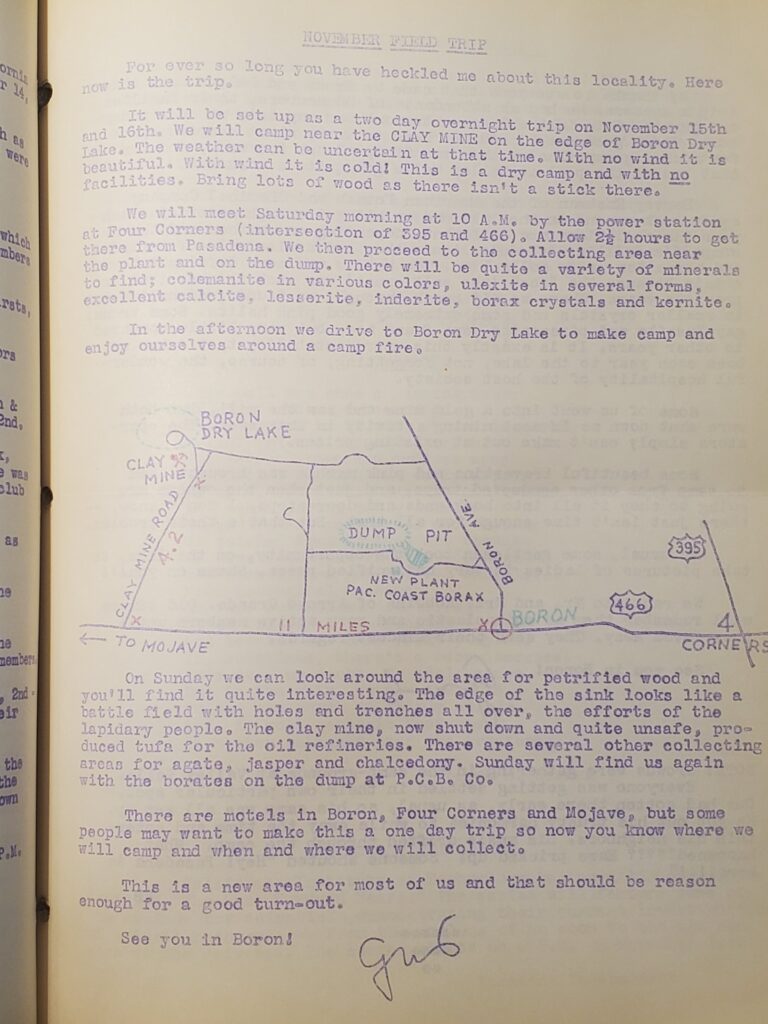 NOVEMBER FIELD TRIP
For ever so long you have heckled me about this locality. Here
now is the trip.
It will be set up as a two day overnight trip on November 15th
and 16th. We will camp near the CLAY MINE on the edge of Boron Dry
Lake. The weather can be uncertain at that time. With no wind it is
beautiful. With wind it is cold! This is a dry camp and with no
facilities. Bring lots of wood as there isn't a stick there.
We will meet Saturday morning at 10 A.M. by the power station
at Four Corners (intersection of 395 and 466). Allow 2½ hours to get
there from Pasadena. We then proceed to the collecting area near
the plant and on the dump. There will be quite a variety of minerals
to find; colemanite in various colors, ulexite in several forms,
excellent calcite, lesserite, inderite, borax crystals and kernite.
In the afternoon we drive to Boron Dry Lake to make camp and
enjoy ourselves around a camp fire.
BORON
DRY LAKE
CLAY
MINE
X
CLAY MINE ROAD
4.2
X
DUMP
PIT
BORON AVE.
NEW PLANT
PAC. COAST BORAX
395
466
BORON
X
11 MILES
4
CORNERS
← TO MOJAVE
On Sunday we can look around the area for petrified wood and
you'll find it quite interesting. The edge of the sink looks like a
battle field with holes and trenches all over, the efforts of the
lapidary people. The clay mine, now shut down and quite unsafe, pro-
duced tufa for the oil refineries. There are several other collecting
areas for agate, jasper and chalcedony. Sunday will find us again
with the borates on the dump at P.C.B. Co.
There are motels in Boron, Four Corners and Mojave, but some
people may want to make this a one day trip so now you know where we
will camp and when and where we will collect.
This is a new area for most of us and that should be reason
enough for a good turn-out.
See you in Boron!